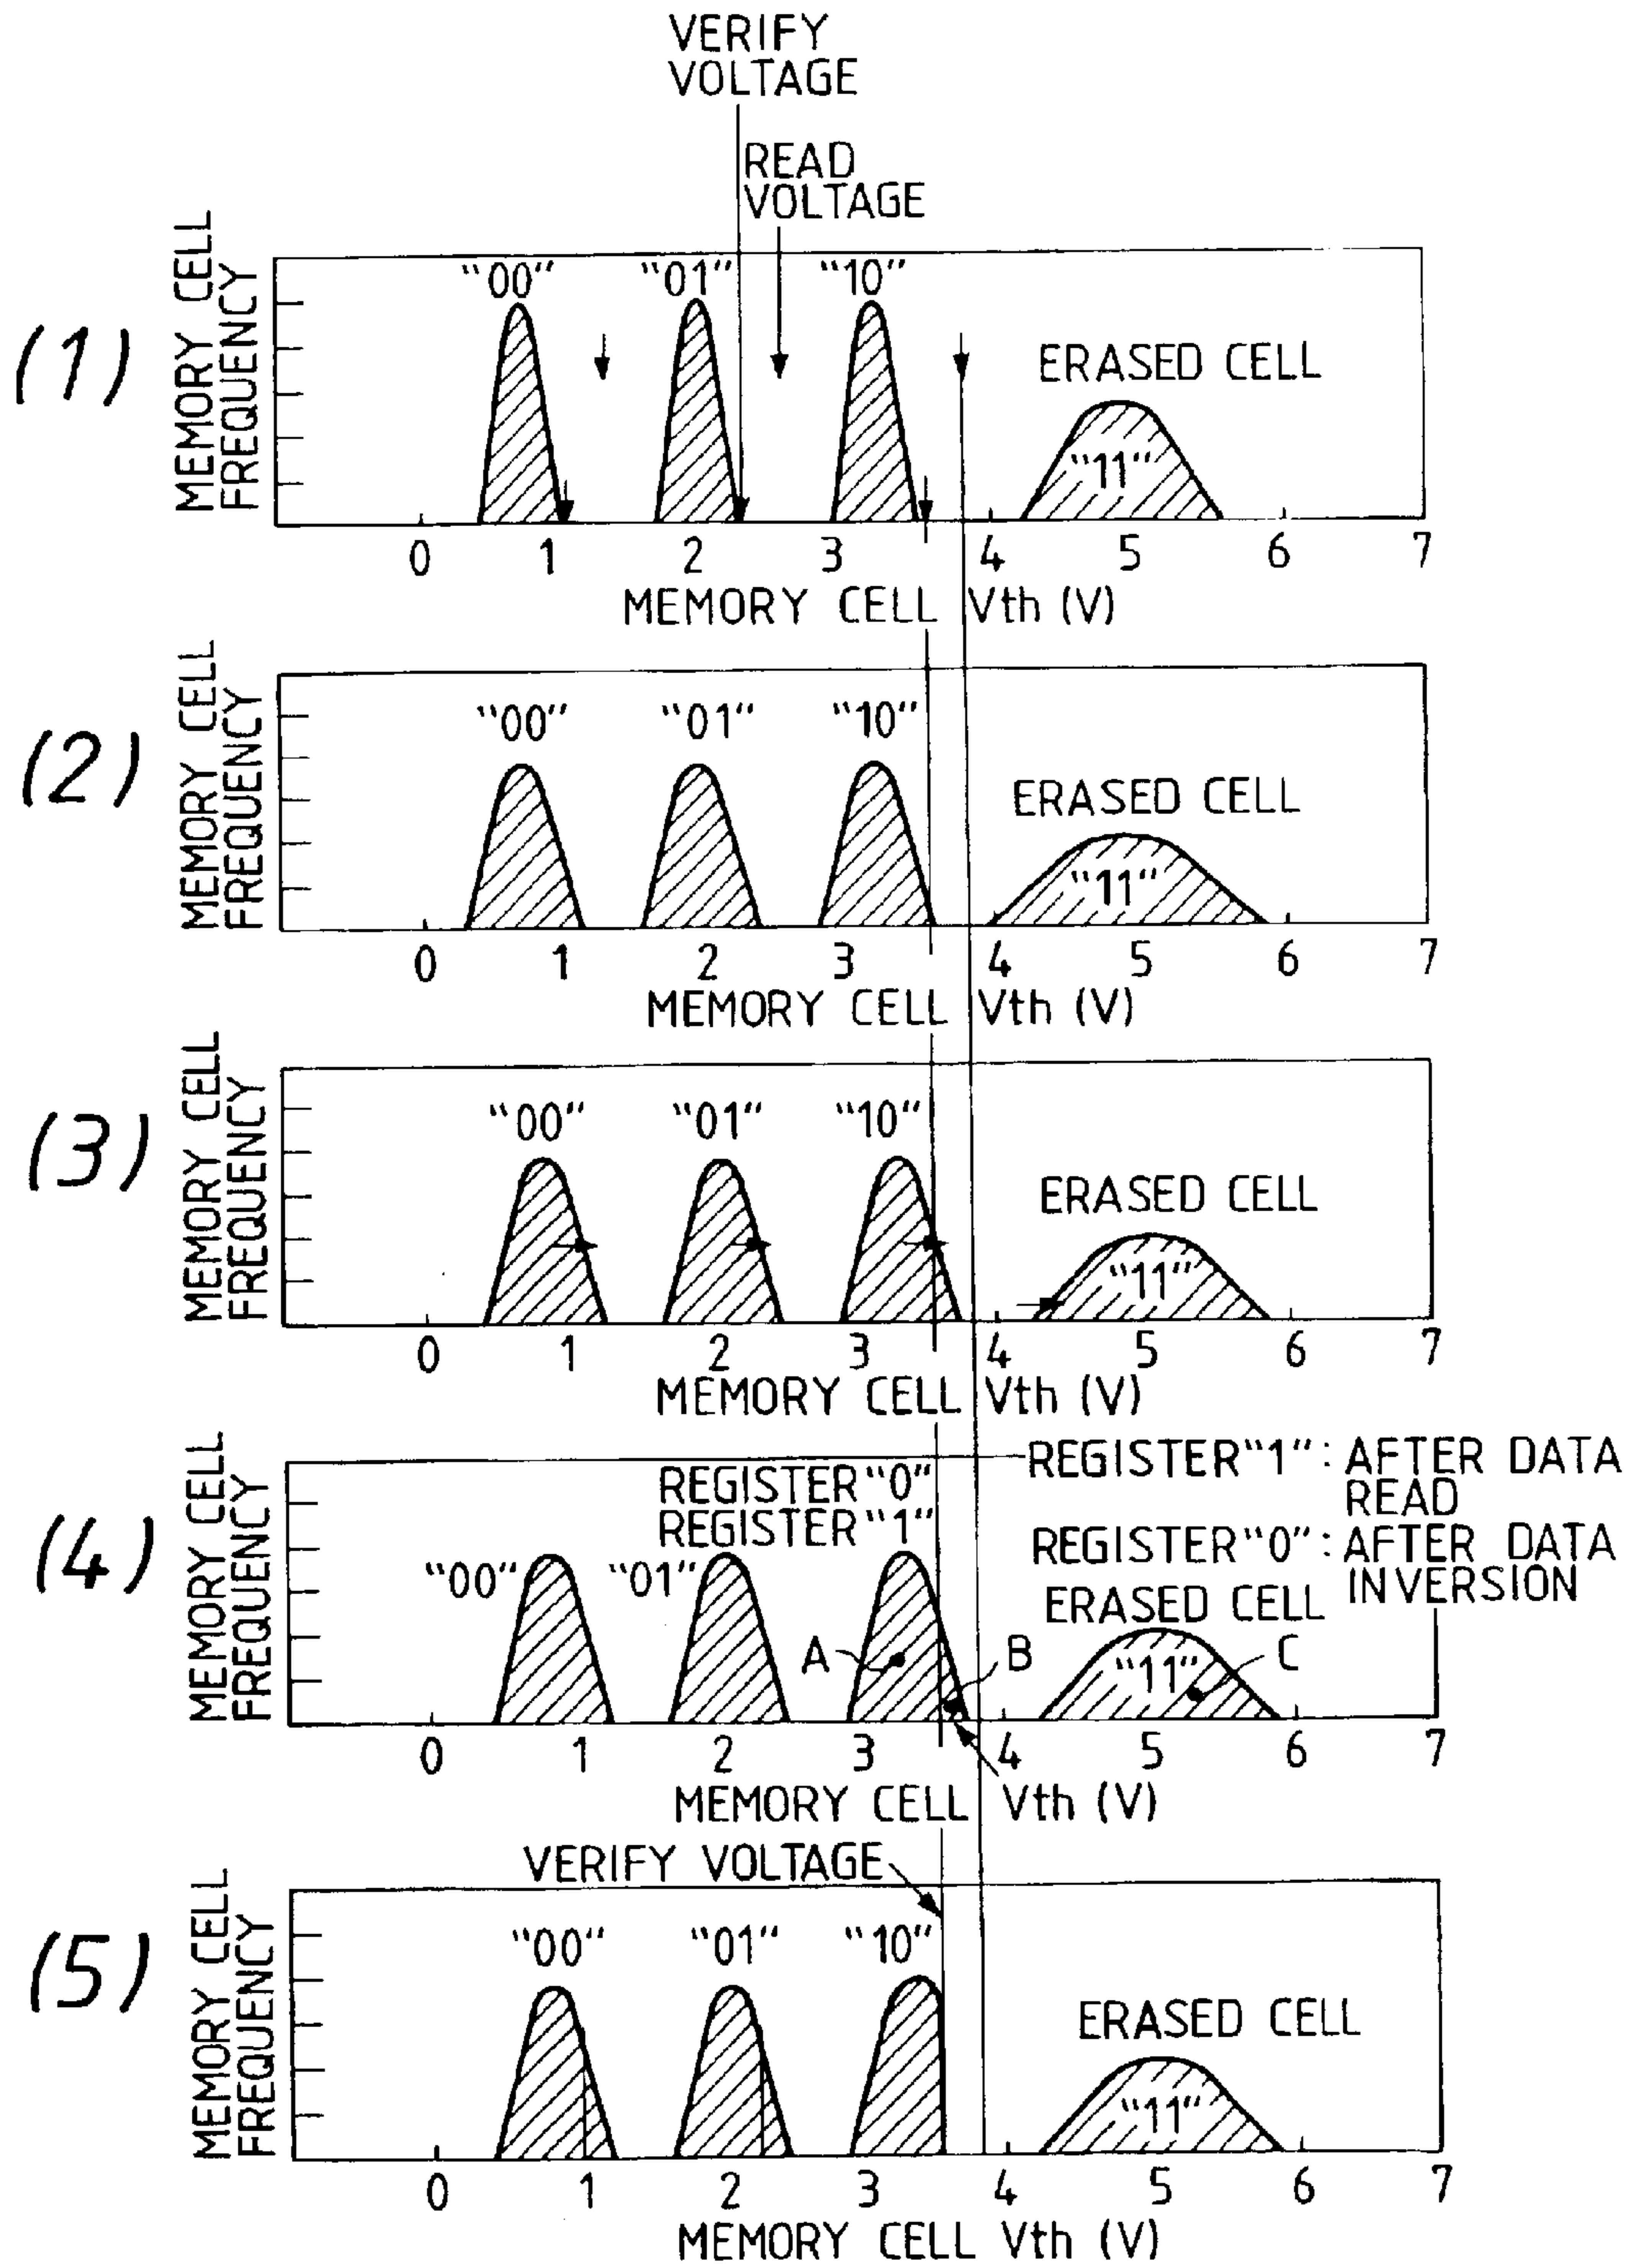 VERIFY
VOLTAGE
READ
VOLTAGE
(1)
MEMORY CELL
FREQUENCY
"00" "01" "10"
ERASED CELL
"11"
0 1 2 3 4 5 6 7
MEMORY CELL Vth (V)
(2)
MEMORY CELL
FREQUENCY
"00" "01" "10"
ERASED CELL
"11"
0 1 2 3 4 5 6 7
MEMORY CELL Vth (V)
(3)
MEMORY CELL
FREQUENCY
"00" "01" "10"
ERASED CELL
"11"
0 1 2 3 4 5 6 7
MEMORY CELL Vth (V)
(4)
MEMORY CELL
FREQUENCY
REGISTER "0"
REGISTER "1"
REGISTER "1" : AFTER DATA
READ
REGISTER "0" : AFTER DATA
INVERSION
"00" "01"
ERASED CELL
A B "11" C
0 1 2 3 4 5 6 7
MEMORY CELL Vth (V)
VERIFY VOLTAGE
(5)
MEMORY CELL
FREQUENCY
"00" "01" "10"
ERASED CELL
"11"
0 1 2 3 4 5 6 7
MEMORY CELL Vth (V)